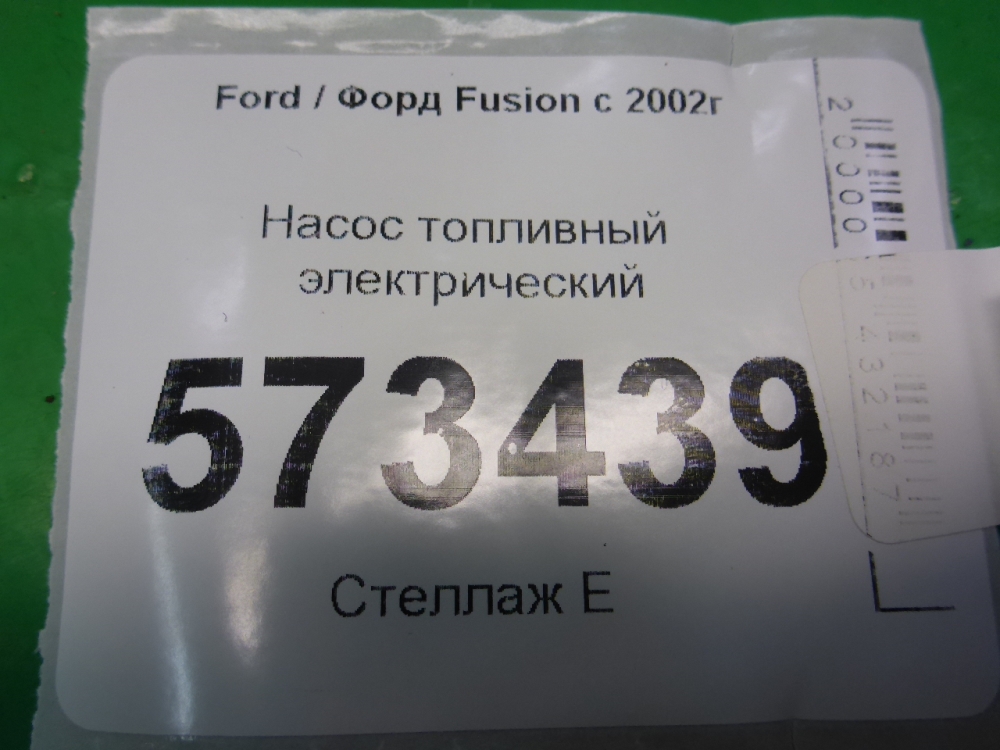 Ford / Форд Fusion с 2002г
Насос топливный
электрический
573439
Стеллаж Е